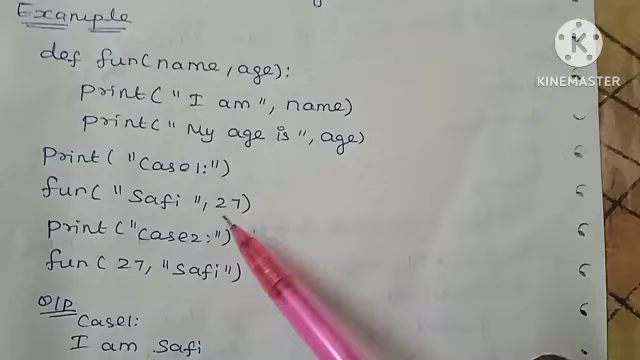 Example
def fun(name, age):
print("I am", name)
print("My age is", age)
print("Case1:")
fun("Safi", 27)
print("Case2:")
fun(27, "Safi")
O/P
Case1:
I am Safi
KINEMASTER